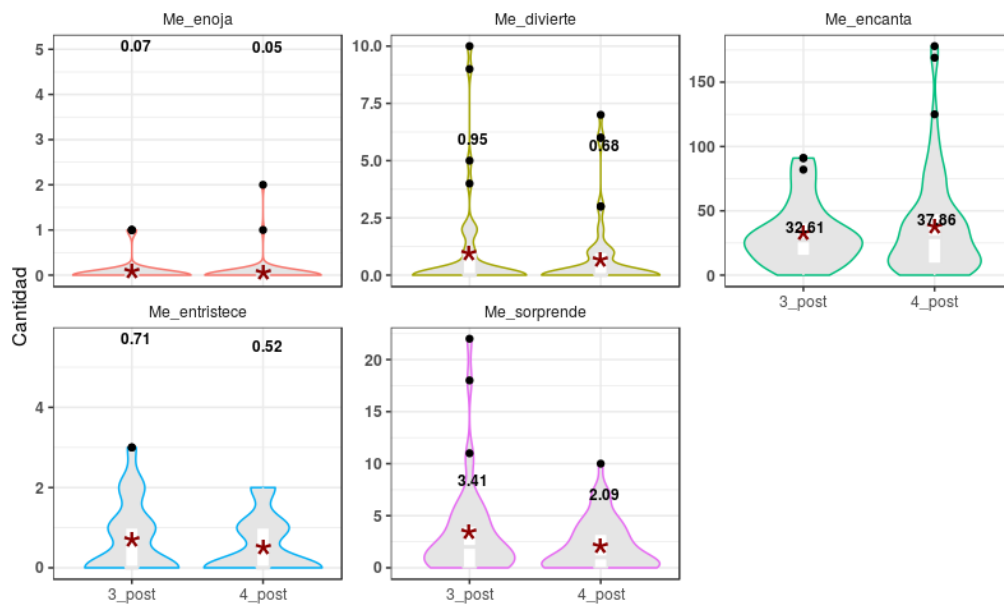 Me_enoja
Me_divierte
Me_encanta
5
4
3
2
1
0
0.07
0.05
10.0
7.5
5.0
2.5
0.0
0.95
0.68
150
100
50
0
32.61
37.86
3_post
4_post
Cantidad
Me_entristece
Me_sorprende
4
2
0
0.71
0.52
3_post
4_post
20
15
10
5
0
3.41
2.09
3_post
4_post